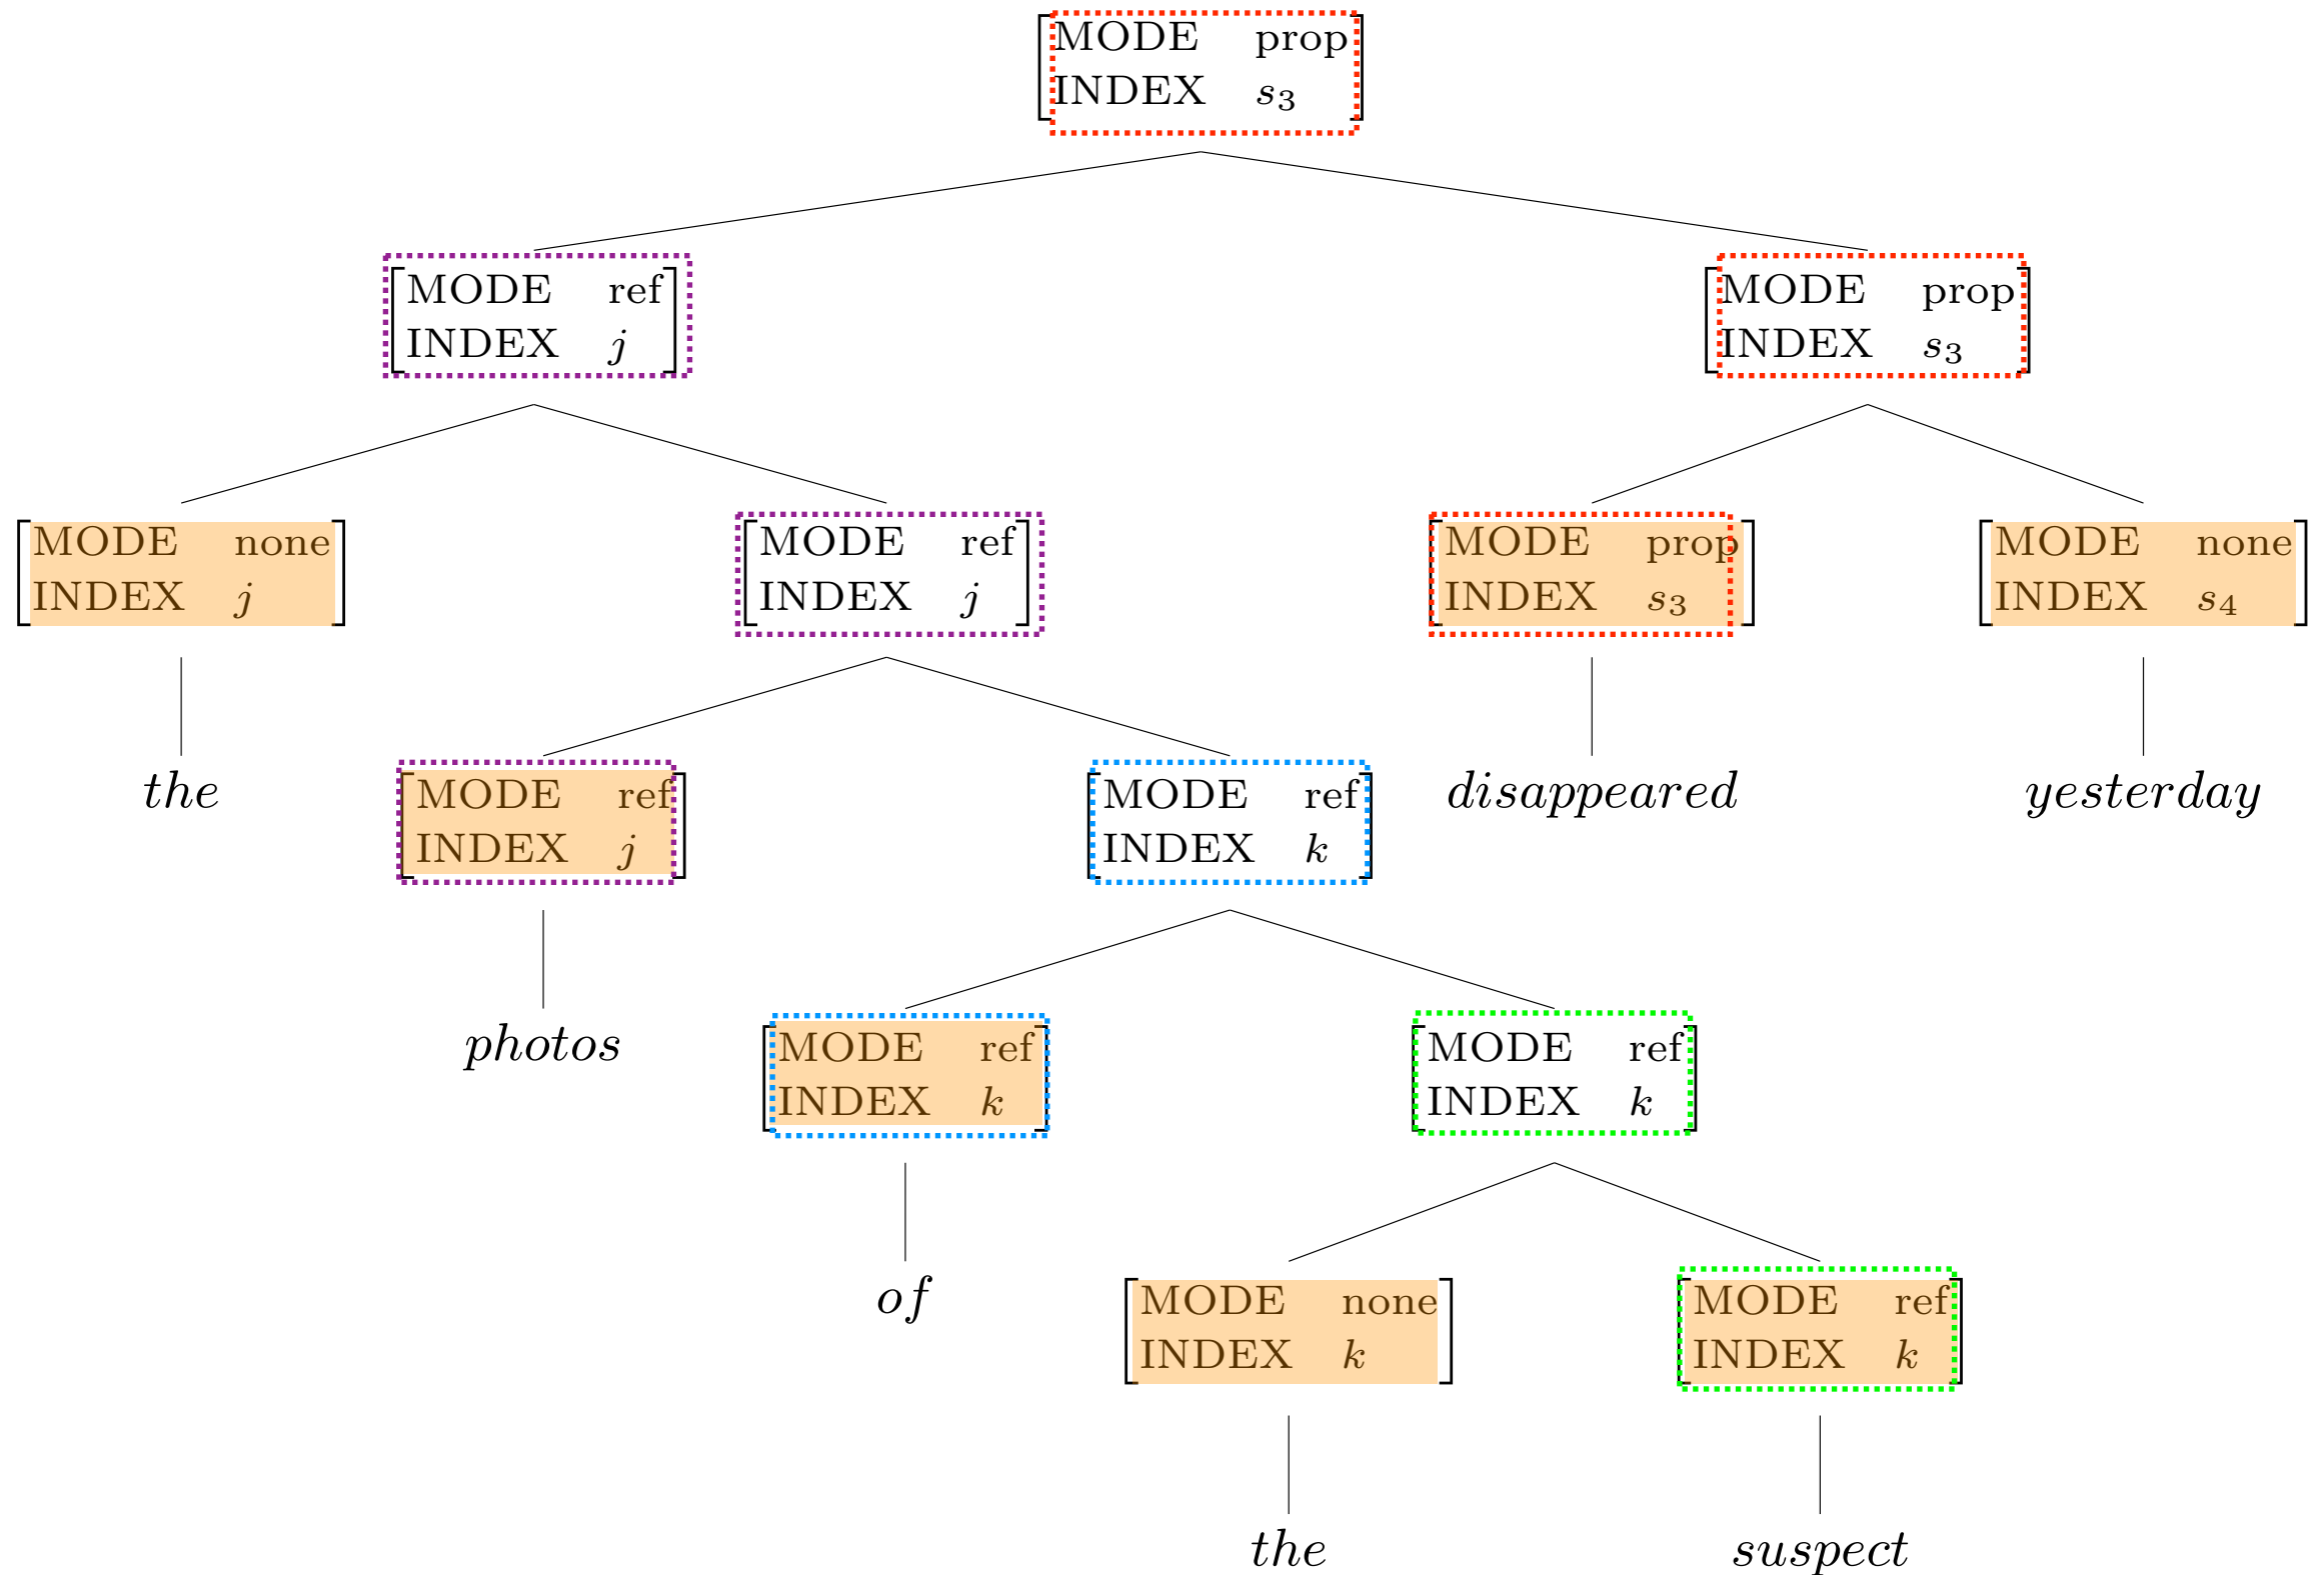 MODE prop
INDEX s₃
MODE ref
INDEX j
MODE prop
INDEX s₃
MODE none
INDEX j
MODE ref
INDEX j
MODE prop
INDEX s₃
MODE none
INDEX s₄
the
MODE ref
INDEX j
MODE ref
INDEX k
disappeared
yesterday
photos
MODE ref
INDEX k
MODE ref
INDEX k
of
MODE none
INDEX k
MODE ref
INDEX k
the
suspect